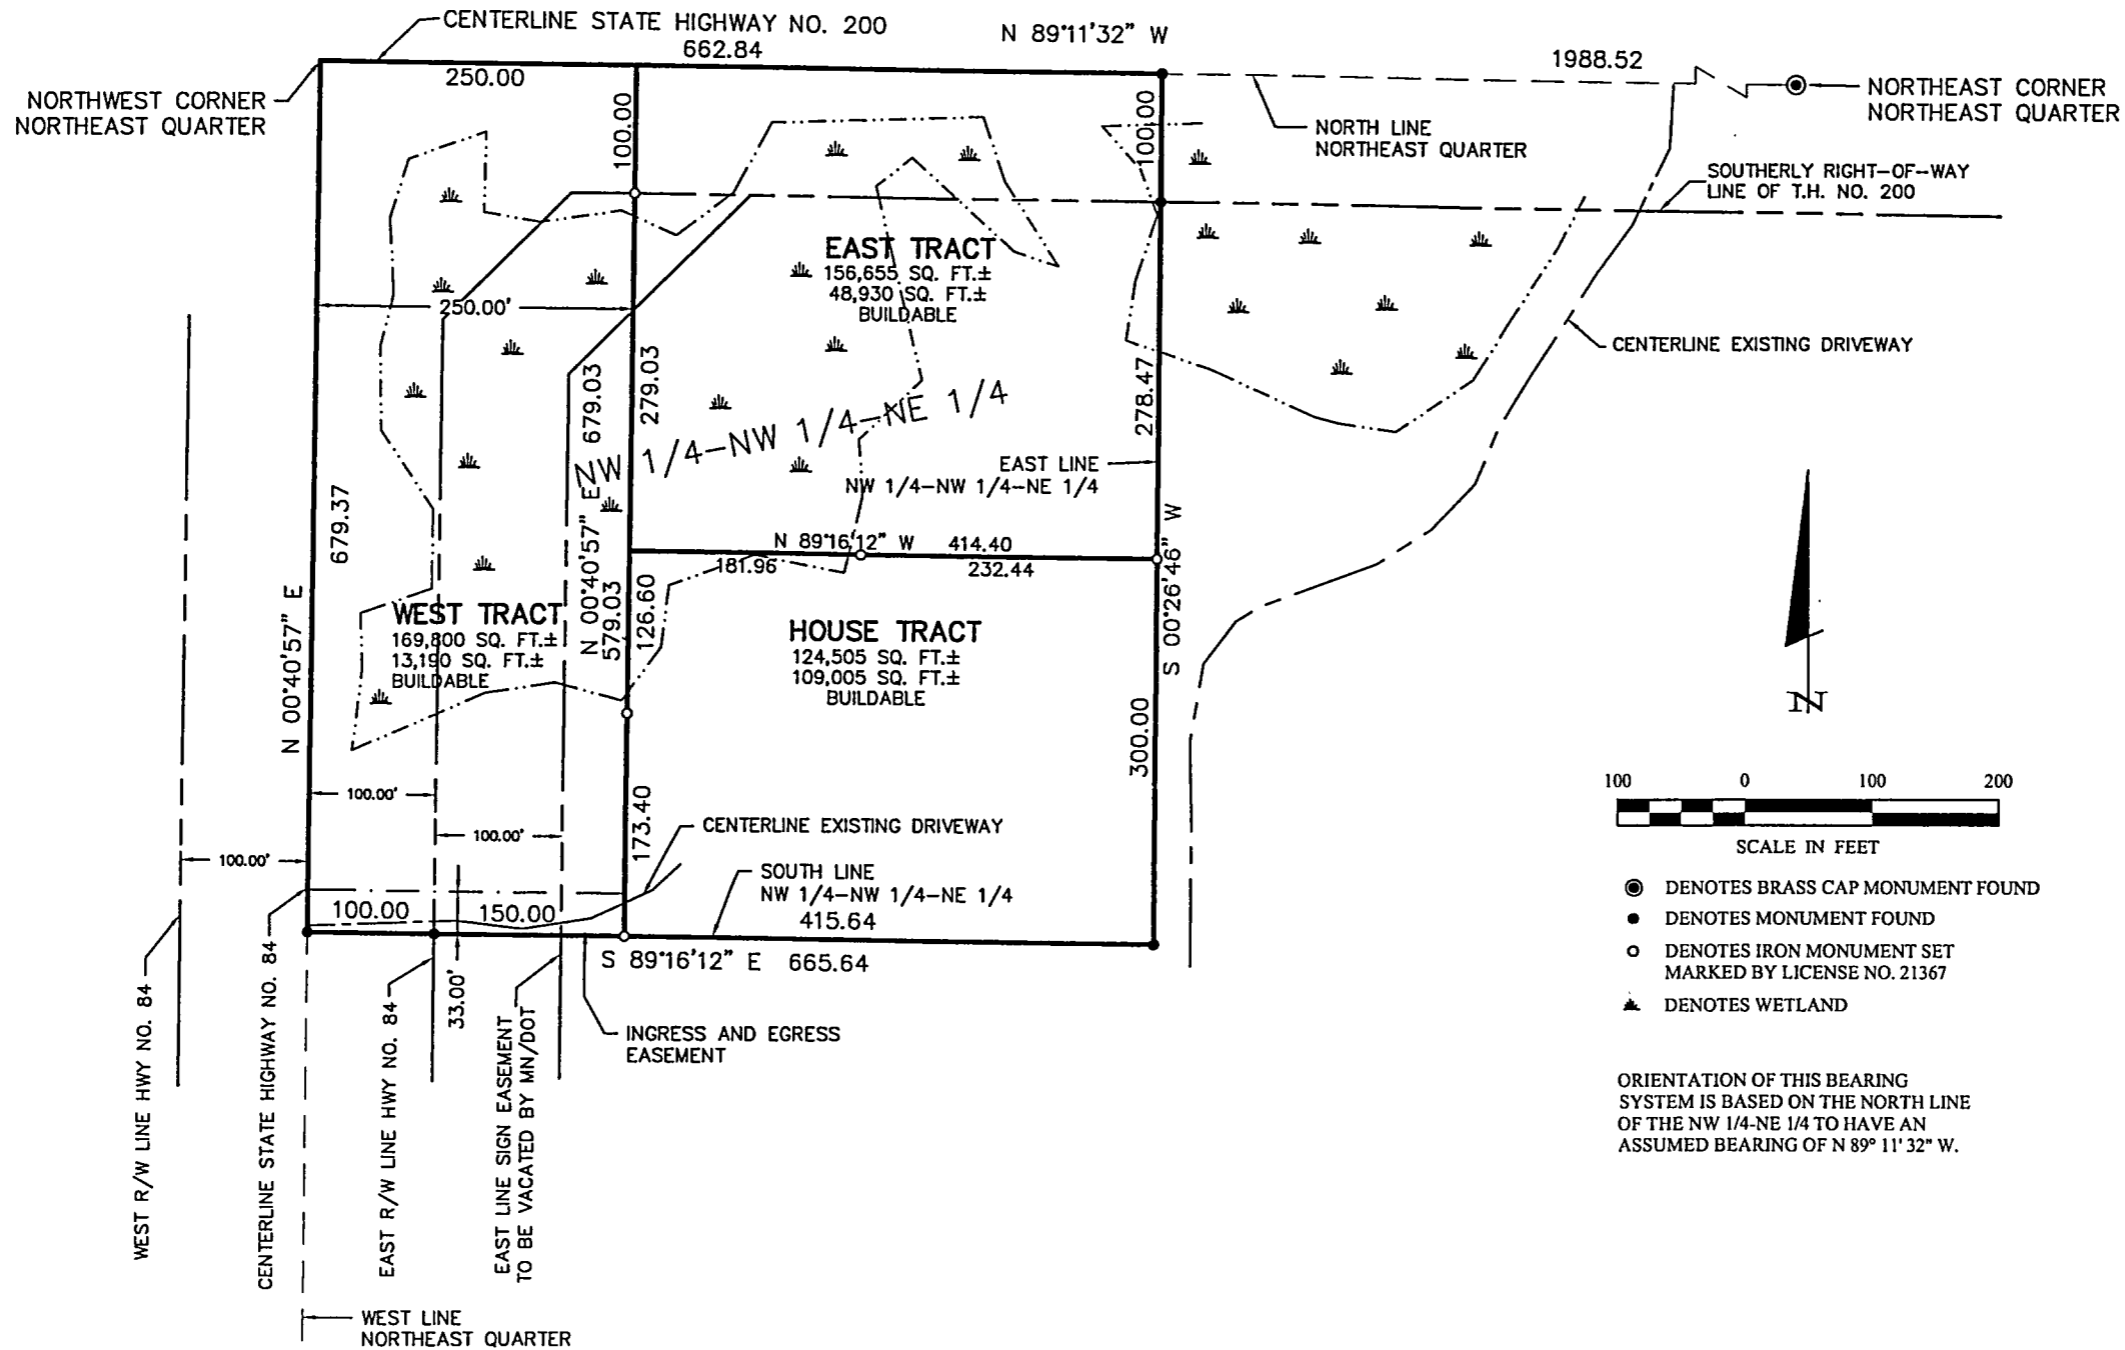 CENTERLINE STATE HIGHWAY NO. 200
662.84
N 89°11'32" W
1988.52
250.00
NORTHWEST CORNER
NORTHEAST QUARTER
NORTHEAST CORNER
NORTHEAST QUARTER
100.00
100.00
NORTH LINE
NORTHEAST QUARTER
SOUTHERLY RIGHT-OF--WAY
LINE OF T.H. NO. 200
EAST TRACT
156,655 SQ. FT.±
48,930 SQ. FT.±
BUILDABLE
250.00'
CENTERLINE EXISTING DRIVEWAY
679.03
279.03
278.47
NW 1/4-NW 1/4-NE 1/4
EAST LINE
NW 1/4-NW 1/4-NE 1/4
679.37
N 00°40'57" E
N 00°40'57" E
579.03
N 89°16'12" W
414.40
181.96
232.44
S 00°26'46" W
126.60
WEST TRACT
169,800 SQ. FT.±
13,190 SQ. FT.±
BUILDABLE
HOUSE TRACT
124,505 SQ. FT.±
109,005 SQ. FT.±
BUILDABLE
300.00
N
100.00'
100.00'
100.00'
173.40
CENTERLINE EXISTING DRIVEWAY
SOUTH LINE
NW 1/4-NW 1/4-NE 1/4
415.64
100.00
150.00
S 89°16'12" E
665.64
33.00'
WEST R/W LINE HWY NO. 84
CENTERLINE STATE HIGHWAY NO. 84
EAST R/W LINE HWY NO. 84
EAST LINE SIGN EASEMENT
TO BE VACATED BY MN/DOT
INGRESS AND EGRESS
EASEMENT
WEST LINE
NORTHEAST QUARTER
100 0 100 200
SCALE IN FEET
DENOTES BRASS CAP MONUMENT FOUND
DENOTES MONUMENT FOUND
DENOTES IRON MONUMENT SET
MARKED BY LICENSE NO. 21367
DENOTES WETLAND
ORIENTATION OF THIS BEARING
SYSTEM IS BASED ON THE NORTH LINE
OF THE NW 1/4-NE 1/4 TO HAVE AN
ASSUMED BEARING OF N 89° 11' 32" W.